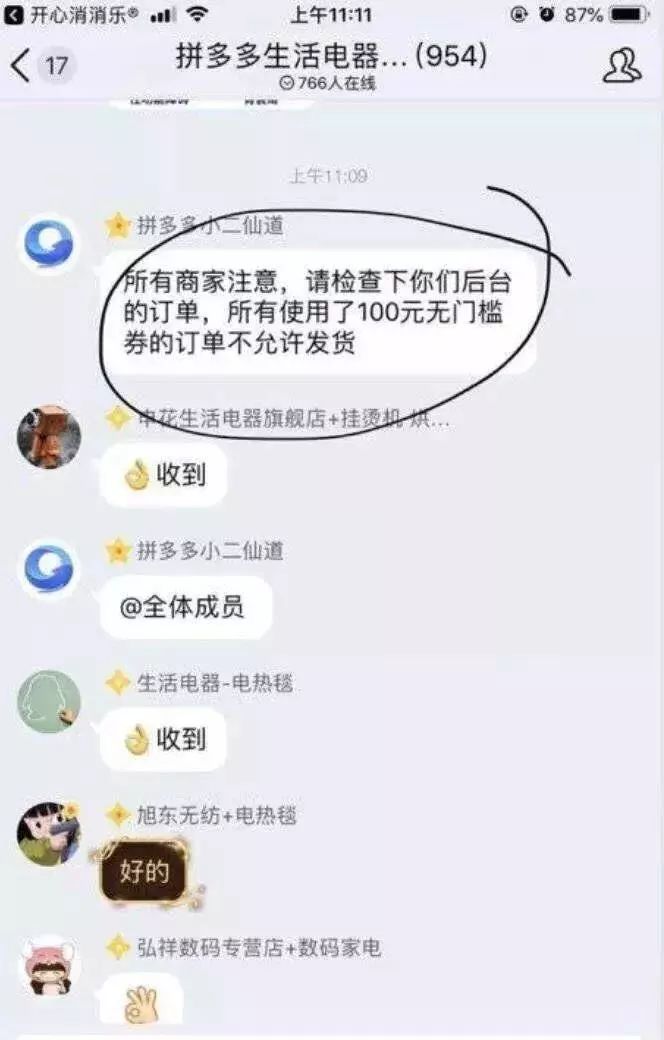 开心消消乐®
上午11:11
87%
17
拼多多生活电器...(954)
766人在线
上午11:09
拼多多小二仙道
所有商家注意，请检查下你们后台
的订单，所有使用了100元无门槛
券的订单不允许发货
申花生活电器旗舰店+挂烫机 烘...
收到
拼多多小二仙道
@全体成员
生活电器-电热毯
收到
旭东无纺+电热毯
好的
弘祥数码专营店+数码家电